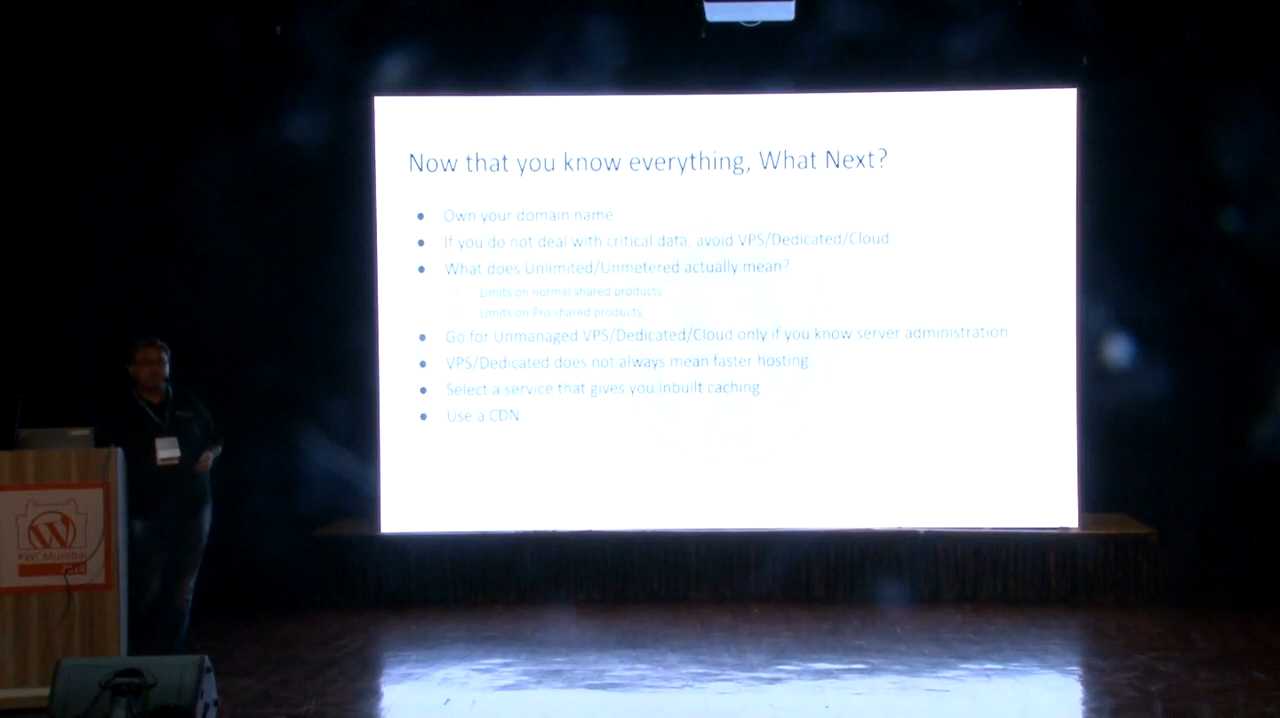 Now that you know everything, What Next?
● Own your domain name
● If you do not deal with critical data, avoid VPS/Dedicated/Cloud
● What does Unlimited/Unmetered actually mean?
Limits on normal shared products
Limits on Pro shared products
● Go for Unmanaged VPS/Dedicated/Cloud only if you know server administration
● VPS/Dedicated does not always mean faster hosting
● Select a service that gives you inbuilt caching
● Use a CDN
#WCMumbai